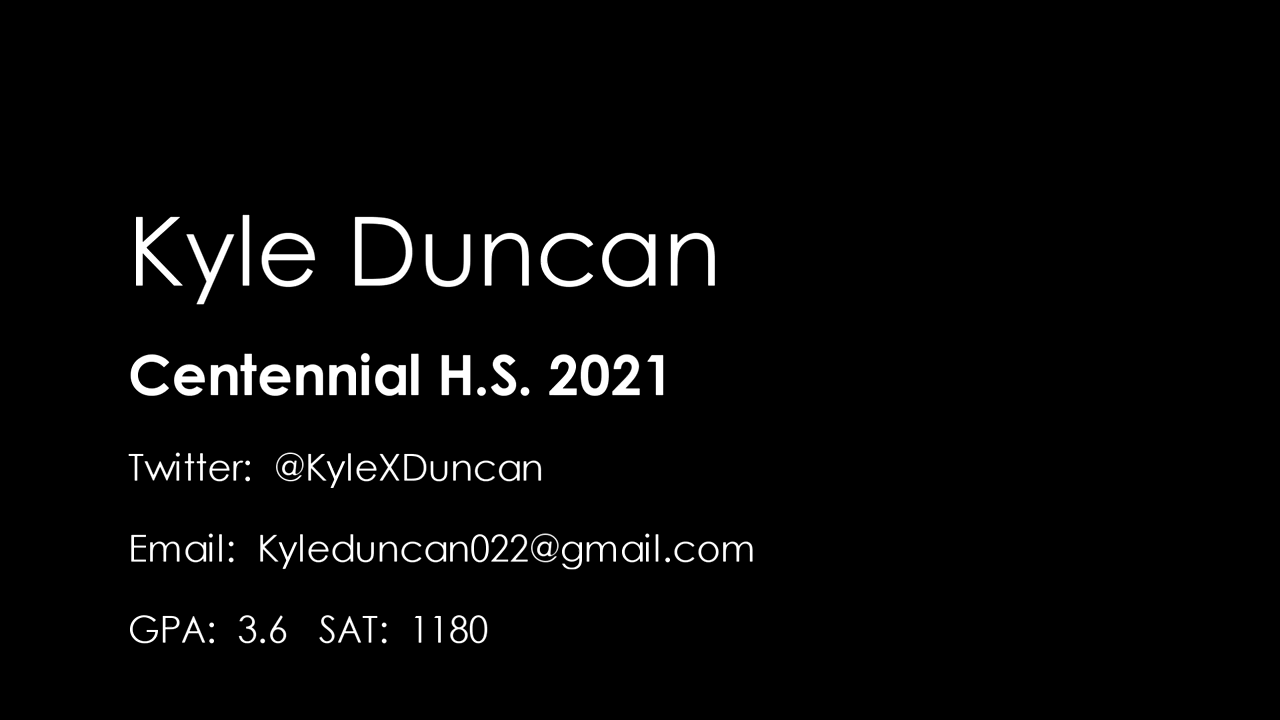 Kyle Duncan
Centennial H.S. 2021
Twitter: @KyleXDuncan
Email: Kyleduncan022@gmail.com
GPA: 3.6 SAT: 1180